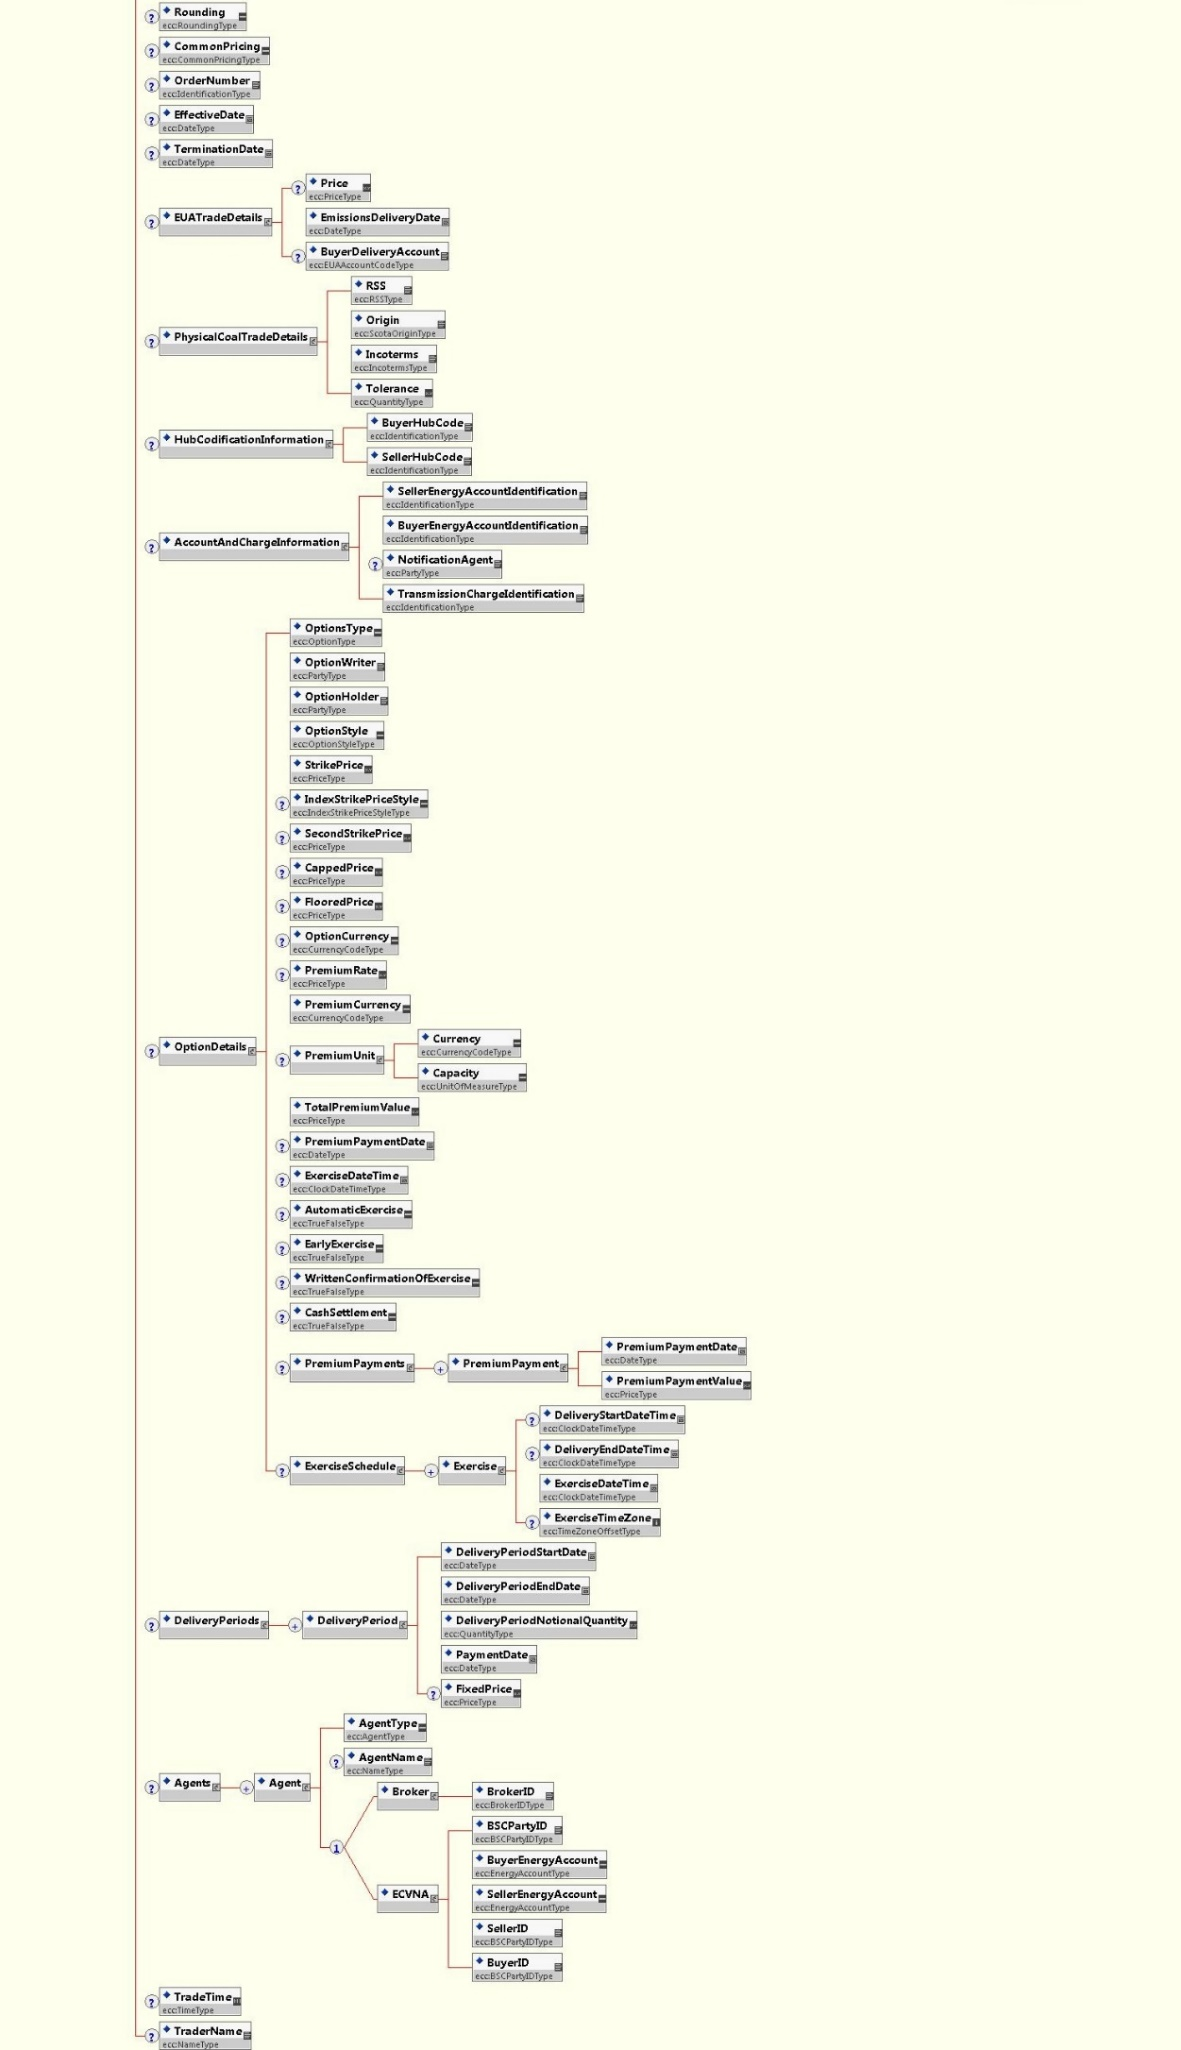 Rounding
ecc:RoundingType
CommonPricing
ecc:CommonPricingType
OrderNumber
ecc:IdentificationType
EffectiveDate
ecc:DateType
TerminationDate
ecc:DateType
EUATradeDetails
Price
ecc:PriceType
EmissionsDeliveryDate
ecc:DateType
BuyerDeliveryAccount
ecc:EUAAccountCodeType
PhysicalCoalTradeDetails
RSS
ecc:RSSType
Origin
ecc:ScotaOriginType
Incoterms
ecc:IncotermsType
Tolerance
ecc:QuantityType
HubCodificationInformation
BuyerHubCode
ecc:IdentificationType
SellerHubCode
ecc:IdentificationType
AccountAndChargeInformation
SellerEnergyAccountIdentification
ecc:IdentificationType
BuyerEnergyAccountIdentification
ecc:IdentificationType
NotificationAgent
ecc:PartyType
TransmissionChargeIdentification
ecc:IdentificationType
OptionDetails
OptionsType
ecc:OptionType
OptionWriter
ecc:PartyType
OptionHolder
ecc:PartyType
OptionStyle
ecc:OptionStyleType
StrikePrice
ecc:PriceType
IndexStrikePriceStyle
ecc:IndexStrikePriceStyleType
SecondStrikePrice
ecc:PriceType
CappedPrice
ecc:PriceType
FlooredPrice
ecc:PriceType
OptionCurrency
ecc:CurrencyCodeType
PremiumRate
ecc:PriceType
PremiumCurrency
ecc:CurrencyCodeType
PremiumUnit
Currency
ecc:CurrencyCodeType
Capacity
ecc:UnitOfMeasureType
TotalPremiumValue
ecc:PriceType
PremiumPaymentDate
ecc:DateType
ExerciseDateTime
ecc:ClockDateTimeType
AutomaticExercise
ecc:TrueFalseType
EarlyExercise
ecc:TrueFalseType
WrittenConfirmationOfExercise
ecc:TrueFalseType
CashSettlement
ecc:TrueFalseType
PremiumPayments
PremiumPayment
PremiumPaymentDate
ecc:DateType
PremiumPaymentValue
ecc:PriceType
ExerciseSchedule
Exercise
DeliveryStartDateTime
ecc:ClockDateTimeType
DeliveryEndDateTime
ecc:ClockDateTimeType
ExerciseDateTime
ecc:ClockDateTimeType
ExerciseTimeZone
ecc:TimeZoneOffsetType
DeliveryPeriods
DeliveryPeriod
DeliveryPeriodStartDate
ecc:DateType
DeliveryPeriodEndDate
ecc:DateType
DeliveryPeriodNotionalQuantity
ecc:QuantityType
PaymentDate
ecc:DateType
FixedPrice
ecc:PriceType
Agents
Agent
AgentType
ecc:AgentType
AgentName
ecc:NameType
1
Broker
BrokerID
ecc:BrokerIDType
ECVNA
BSCPartyID
ecc:BSCPartyIDType
BuyerEnergyAccount
ecc:EnergyAccountType
SellerEnergyAccount
ecc:EnergyAccountType
SellerID
ecc:BSCPartyIDType
BuyerID
ecc:BSCPartyIDType
TradeTime
ecc:TimeType
TraderName
ecc:NameType